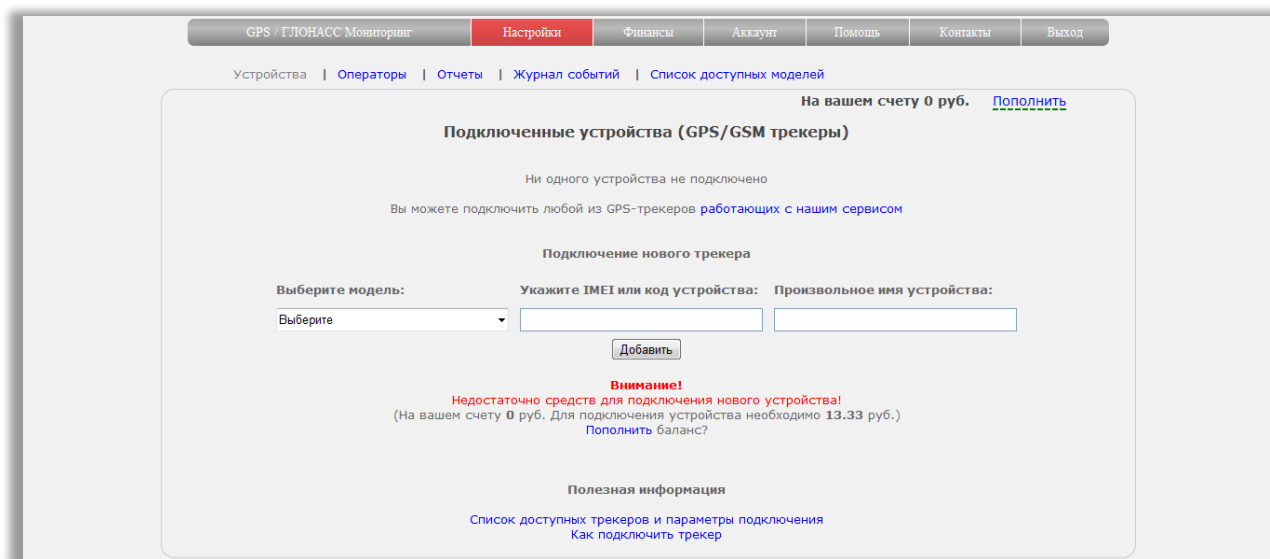 GPS / ГЛОНАСС Мониторинг Настройки Финансы Аккаунт Помощь Контакты Выход
Устройства | Операторы | Отчеты | Журнал событий | Список доступных моделей
На вашем счету 0 руб. Пополнить
Подключенные устройства (GPS/GSM трекеры)
Ни одного устройства не подключено
Вы можете подключить любой из GPS-трекеров работающих с нашим сервисом
Подключение нового трекера
Выберите модель: Укажите IMEI или код устройства: Произвольное имя устройства:
Выберите
Добавить
Внимание!
Недостаточно средств для подключения нового устройства!
(На вашем счету 0 руб. Для подключения устройства необходимо 13.33 руб.)
Пополнить баланс?
Полезная информация
Список доступных трекеров и параметры подключения
Как подключить трекер